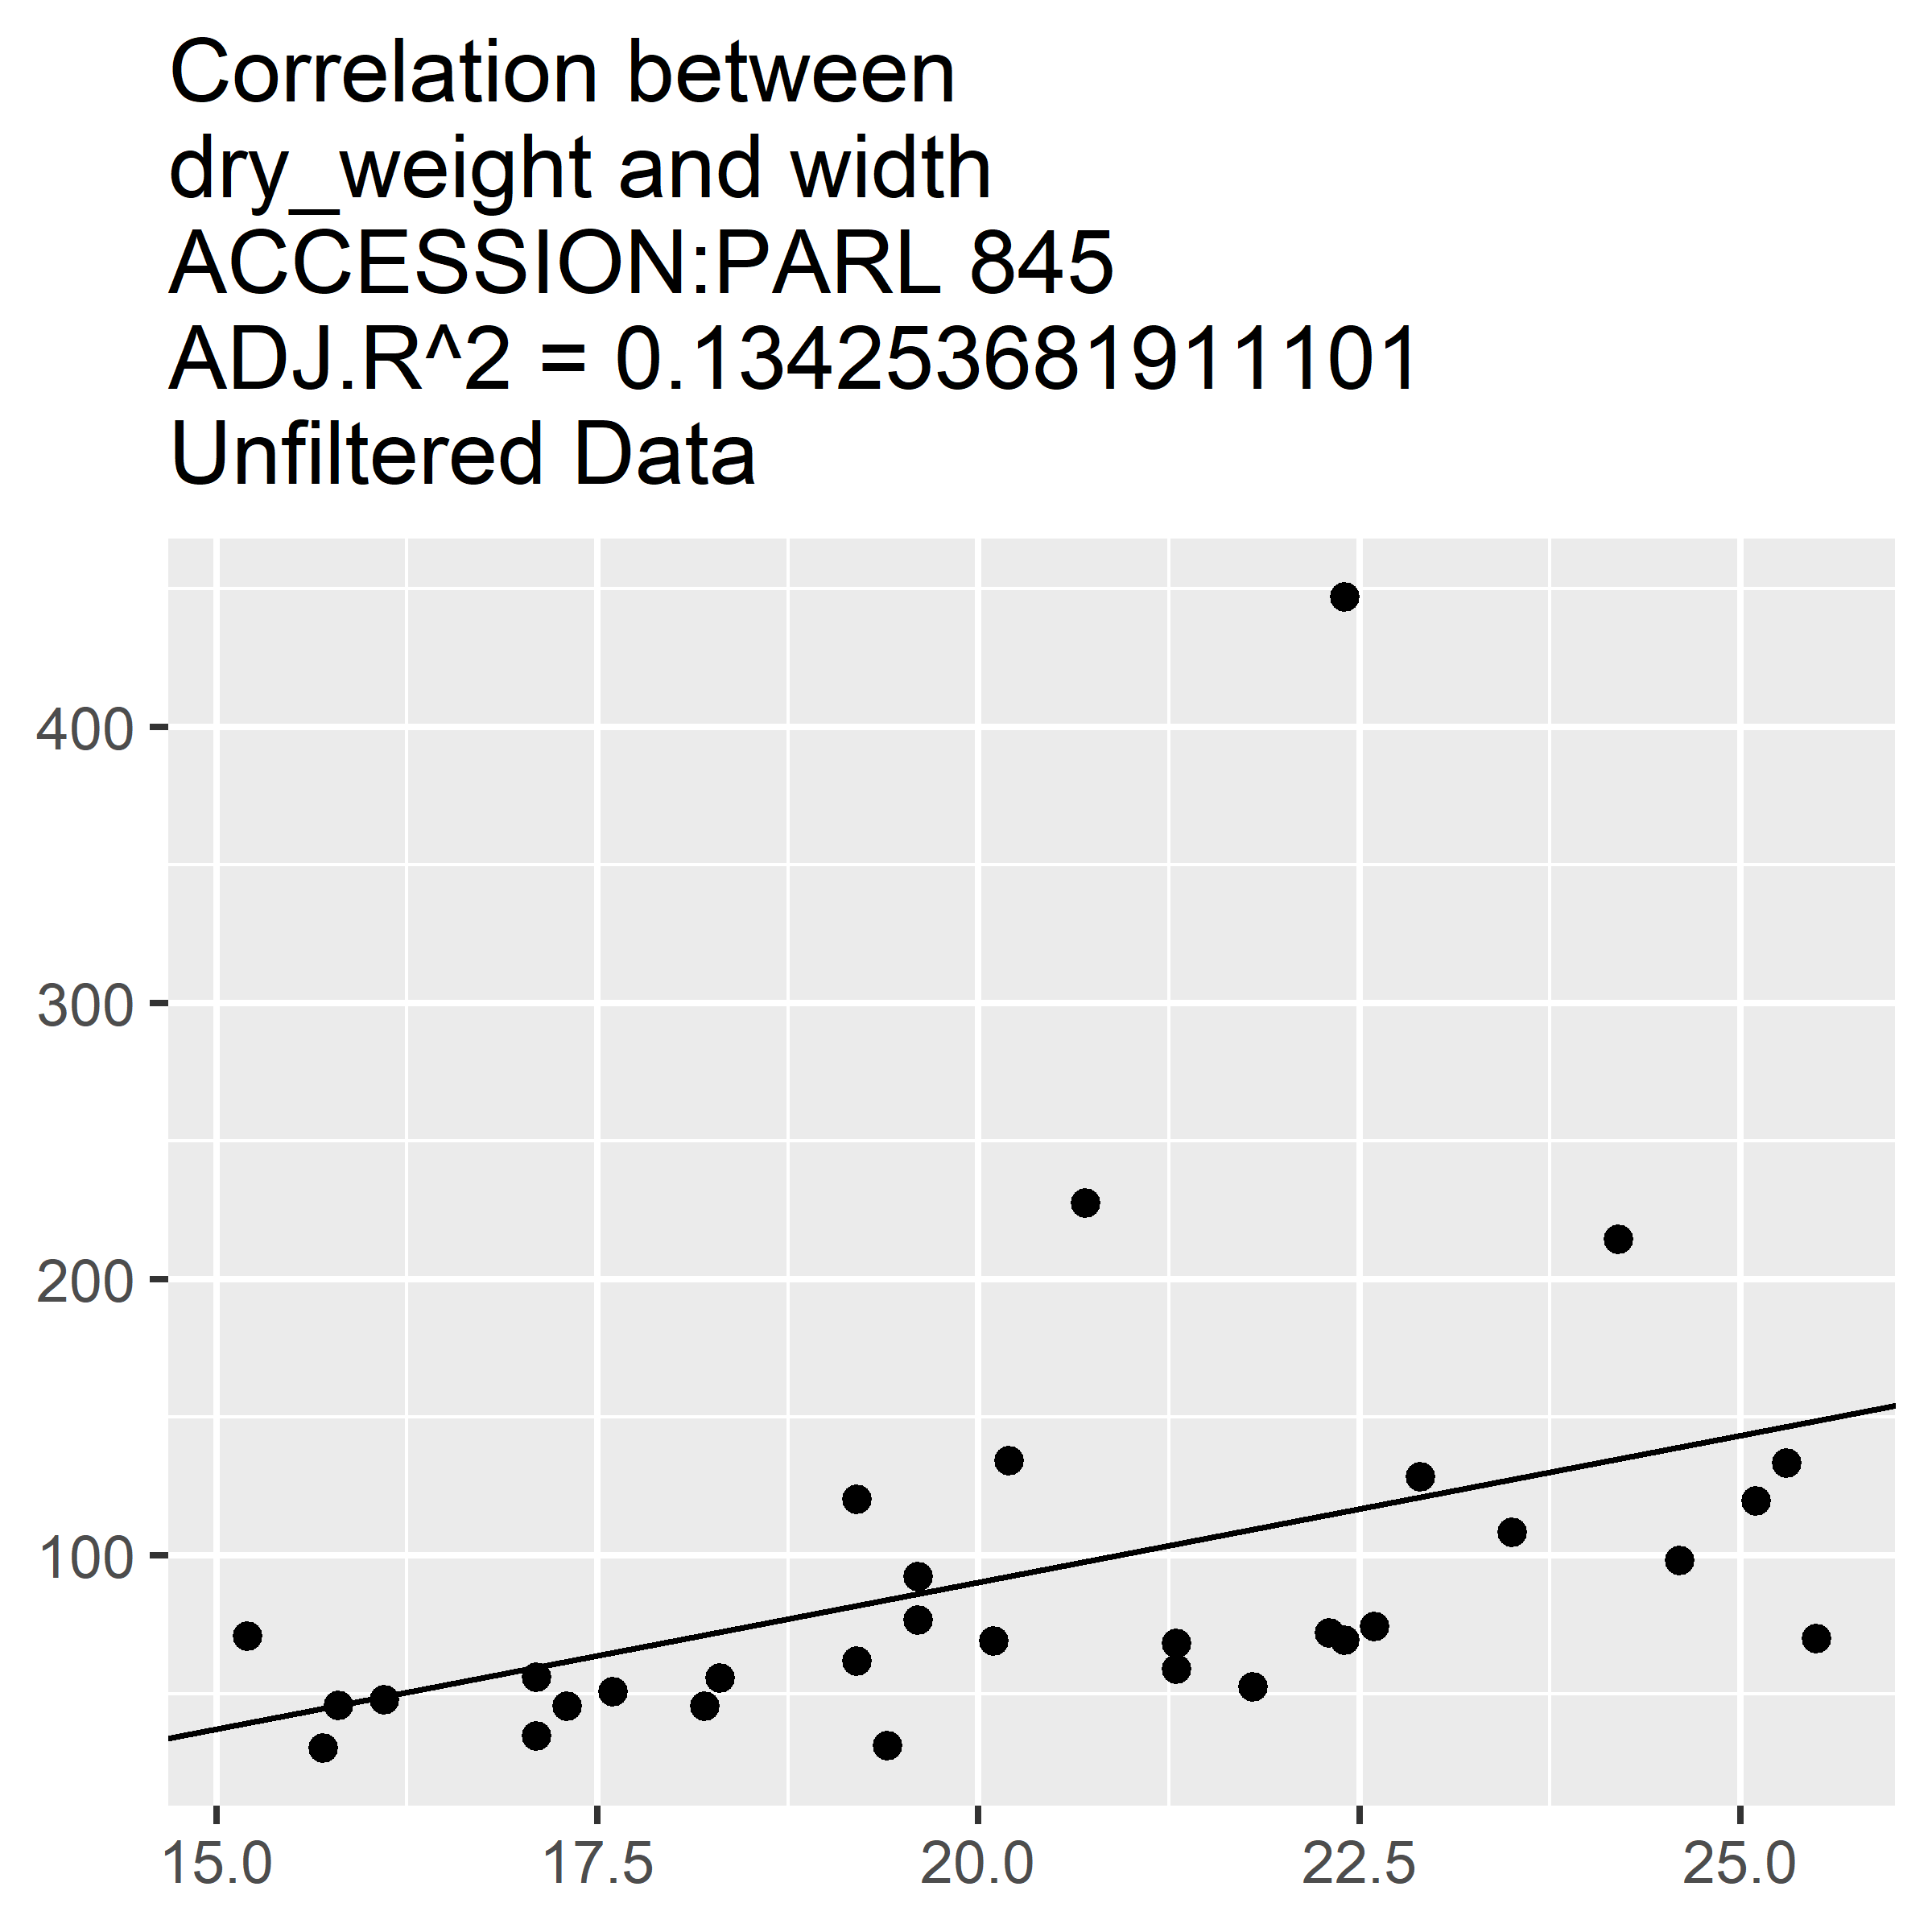 Correlation between
dry_weight and width
ACCESSION:PARL 845
ADJ.R^2 = 0.134253681911101
Unfiltered Data
400
300
200
100
15.0 17.5 20.0 22.5 25.0